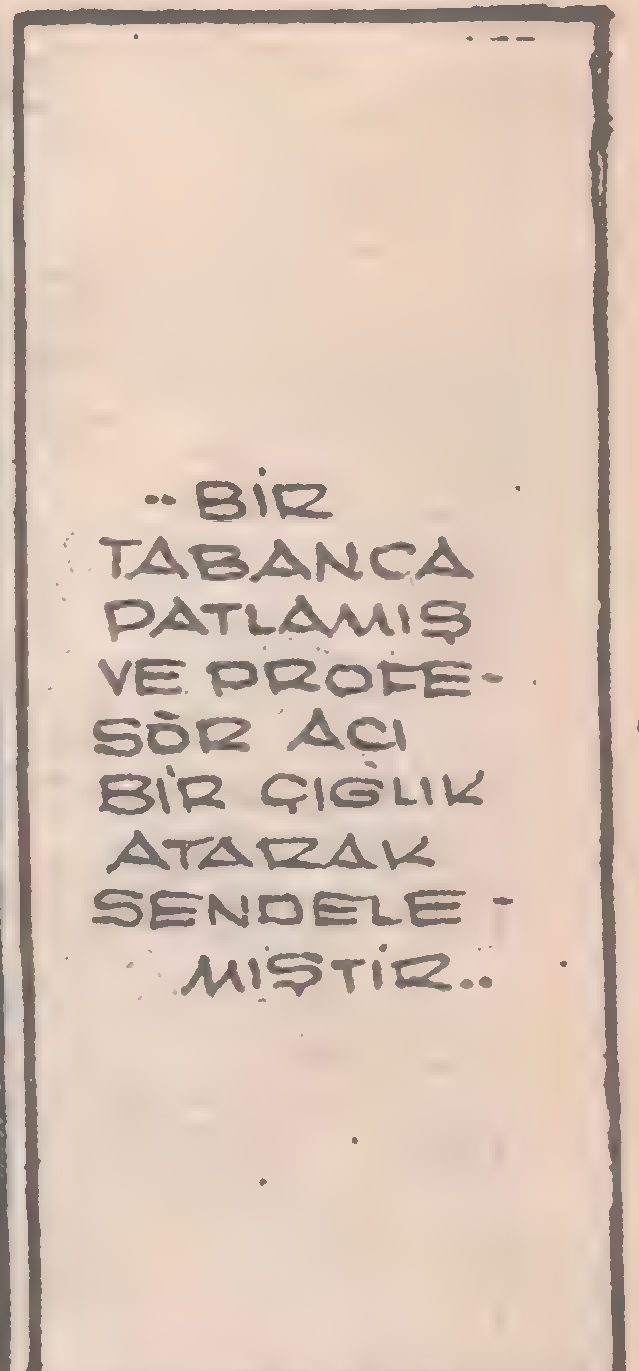 ..BİR
TABANCA
PATLAMIŞ
VE PROFE-
SÖR ACI
BİR ÇIĞLIK
ATARAK
SENDELE-
MİŞTİR..